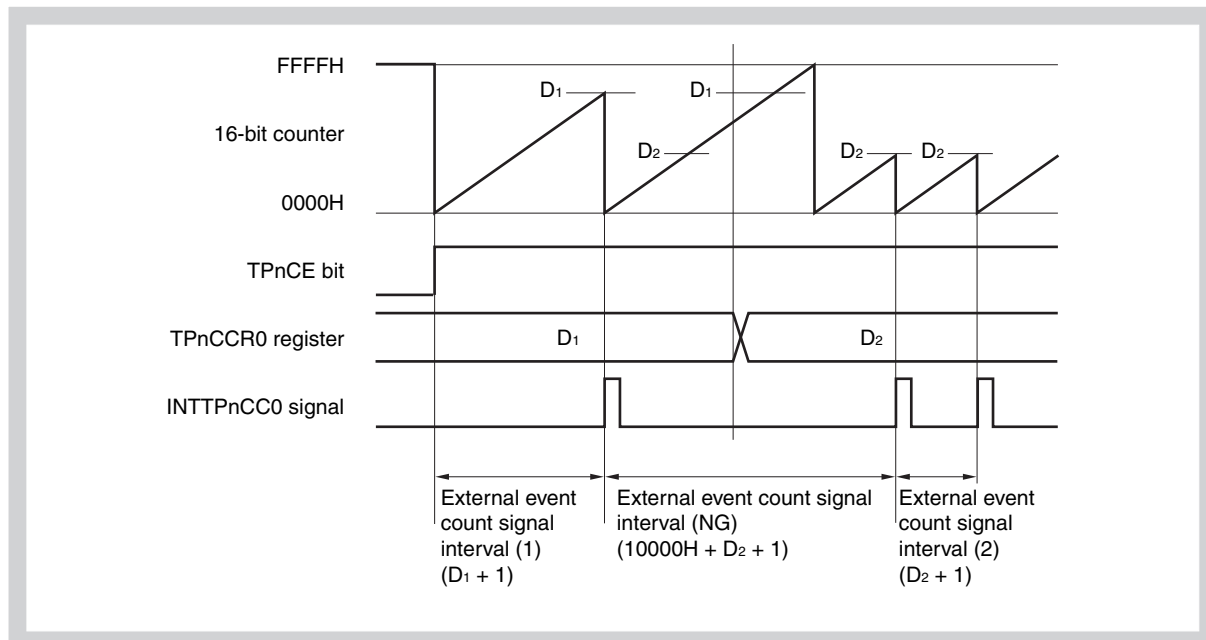 FFFFH
D1
D1
16-bit counter
D2
D2
D2
0000H
TPnCE bit
TPnCCR0 register
D1
D2
INTTPnCC0 signal
External event
count signal
interval (1)
(D1 + 1)
External event count signal
interval (NG)
(10000H + D2 + 1)
External event
count signal
interval (2)
(D2 + 1)